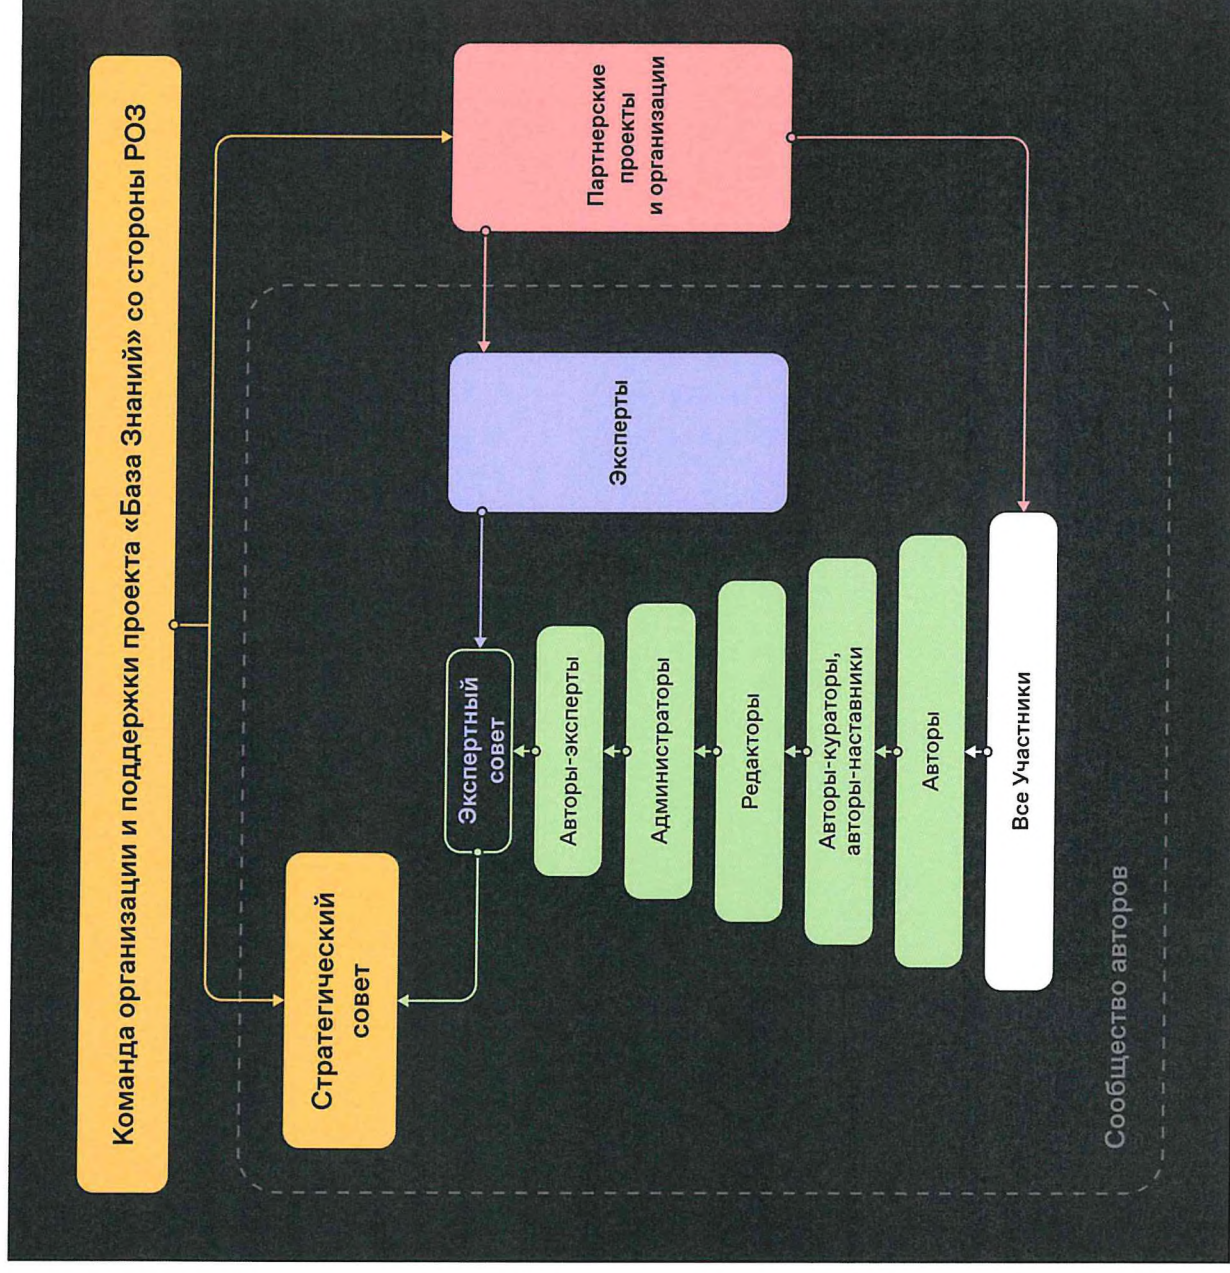 Команда организации и поддержки проекта «База Знаний» со стороны РОЗ
Стратегический
совет
Партнерские
проекты
и организации
Эксперты
Экспертный
совет
Авторы-эксперты
Администраторы
Редакторы
Авторы-кураторы,
авторы-наставники
Авторы
Все Участники
Сообщество авторов